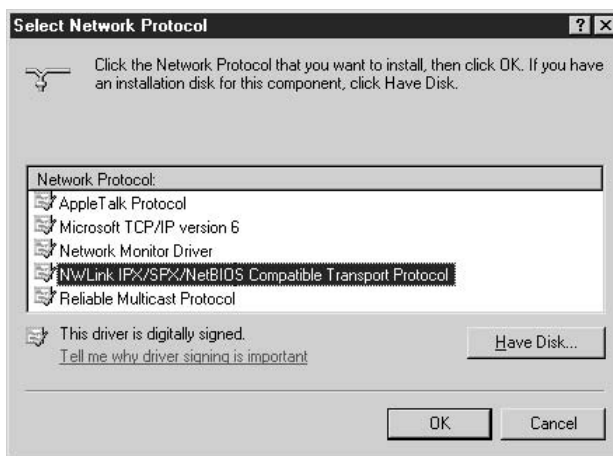 Select Network Protocol
Click the Network Protocol that you want to install, then click OK. If you have
an installation disk for this component, click Have Disk.
Network Protocol:
AppleTalk Protocol
Microsoft TCP/IP version 6
Network Monitor Driver
NWLink IPX/SPX/NetBIOS Compatible Transport Protocol
Reliable Multicast Protocol
This driver is digitally signed.
Tell me why driver signing is important
Have Disk...
OK Cancel